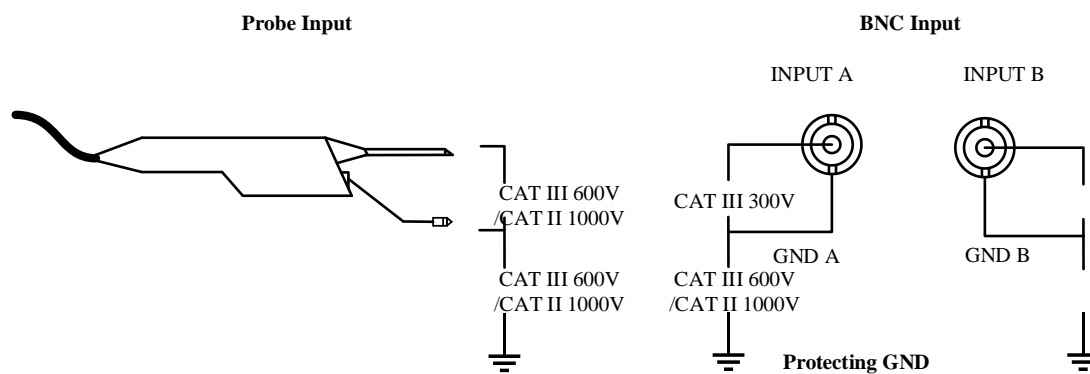 Probe Input
BNC Input
INPUT A
INPUT B
CAT III 600V
/CAT II 1000V
CAT III 300V
GND A
GND B
CAT III 600V
/CAT II 1000V
CAT III 600V
/CAT II 1000V
Protecting GND